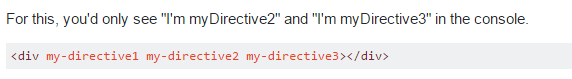 For this, you'd only see "I'm myDirective2" and "I'm myDirective3" in the console.
<div my-directive1 my-directive2 my-directive3></div>